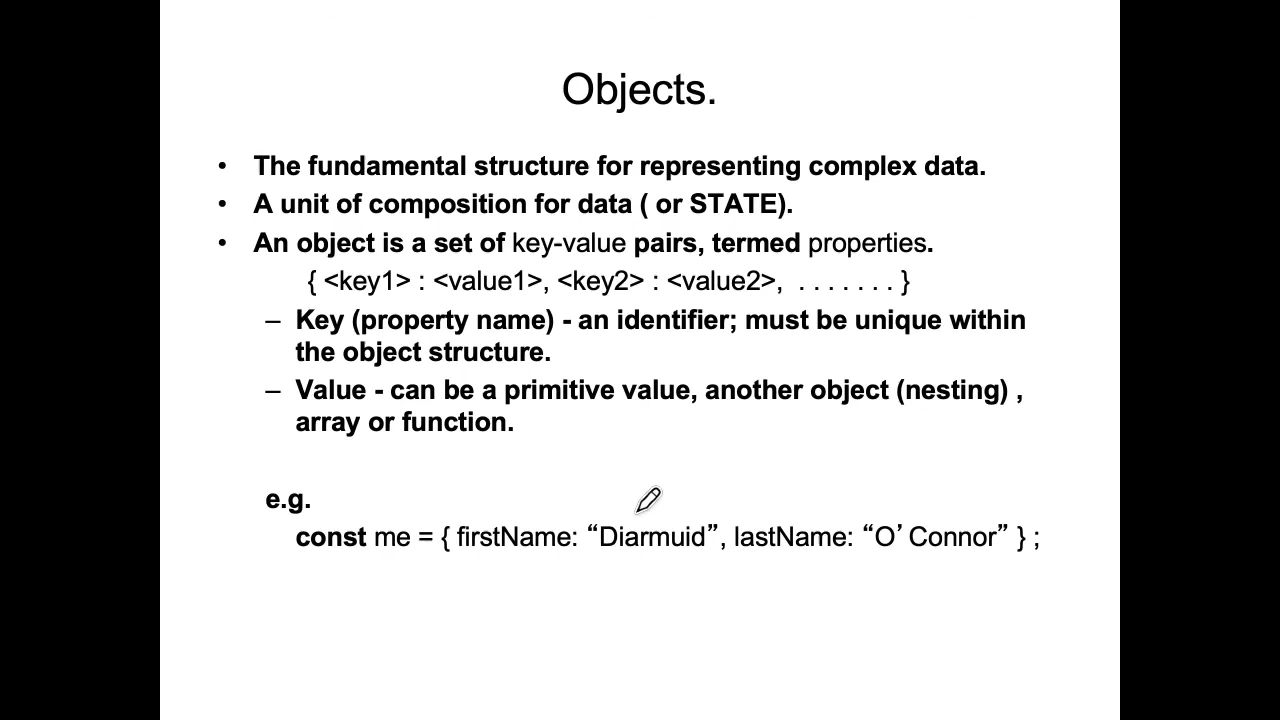 Objects.
• The fundamental structure for representing complex data.
• A unit of composition for data ( or STATE).
• An object is a set of key-value pairs, termed properties.
{ <key1> : <value1>, <key2> : <value2>, . . . . . . . }
– Key (property name) - an identifier; must be unique within
the object structure.
– Value - can be a primitive value, another object (nesting) ,
array or function.
e.g.
const me = { firstName: “Diarmuid”, lastName: “O’ Connor” } ;